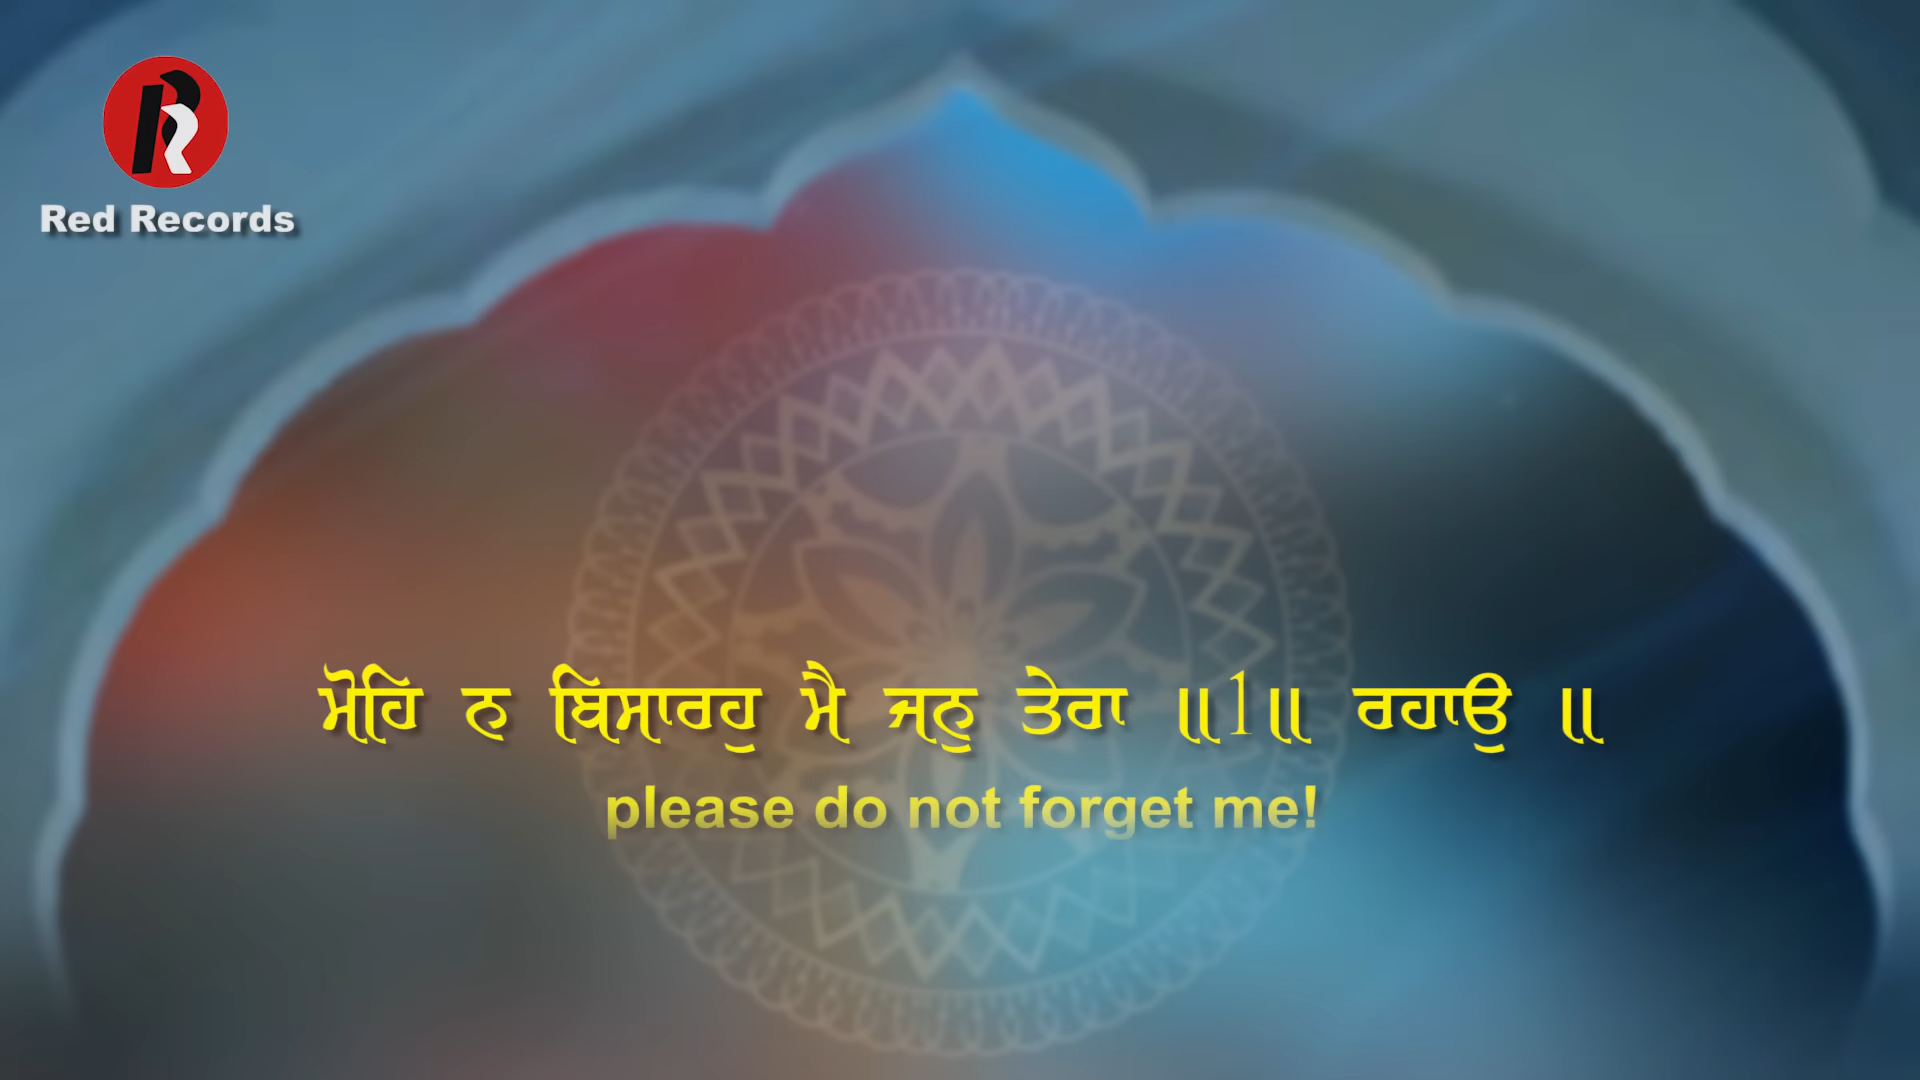 Red Records
ਮੋਹਿ ਨ ਬਿਸਾਰਹੁ ਮੈ ਜਨੁ ਤੇਰਾ ॥1॥ ਰਹਾਉ ॥
please do not forget me!